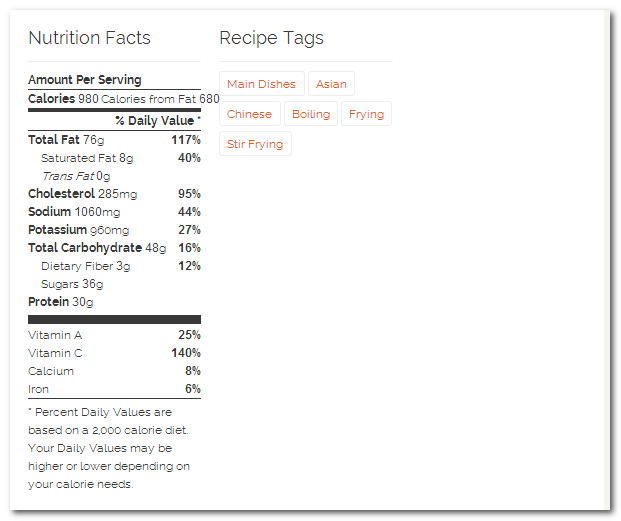 Nutrition Facts
Amount Per Serving
Calories 980 Calories from Fat 680
% Daily Value *
Total Fat 76g 117%
Saturated Fat 8g 40%
Trans Fat 0g
Cholesterol 285mg 95%
Sodium 1060mg 44%
Potassium 960mg 27%
Total Carbohydrate 48g 16%
Dietary Fiber 3g 12%
Sugars 36g
Protein 30g
Vitamin A 25%
Vitamin C 140%
Calcium 8%
Iron 6%
* Percent Daily Values are
based on a 2,000 calorie diet.
Your Daily Values may be
higher or lower depending on
your calorie needs.
Recipe Tags
Main Dishes Asian
Chinese Boiling Frying
Stir Frying